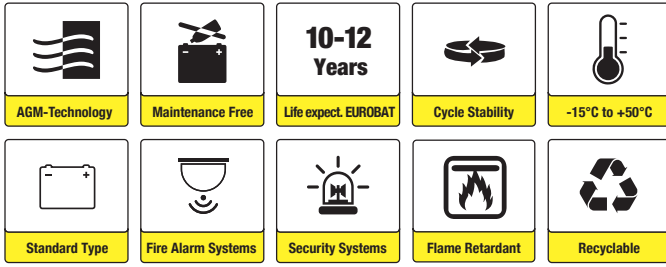 10-12
Years
AGM-Technology
Maintenance Free
Life expect. EUROBAT
Cycle Stability
-15°C to +50°C
Standard Type
Fire Alarm Systems
Security Systems
Flame Retardant
Recyclable